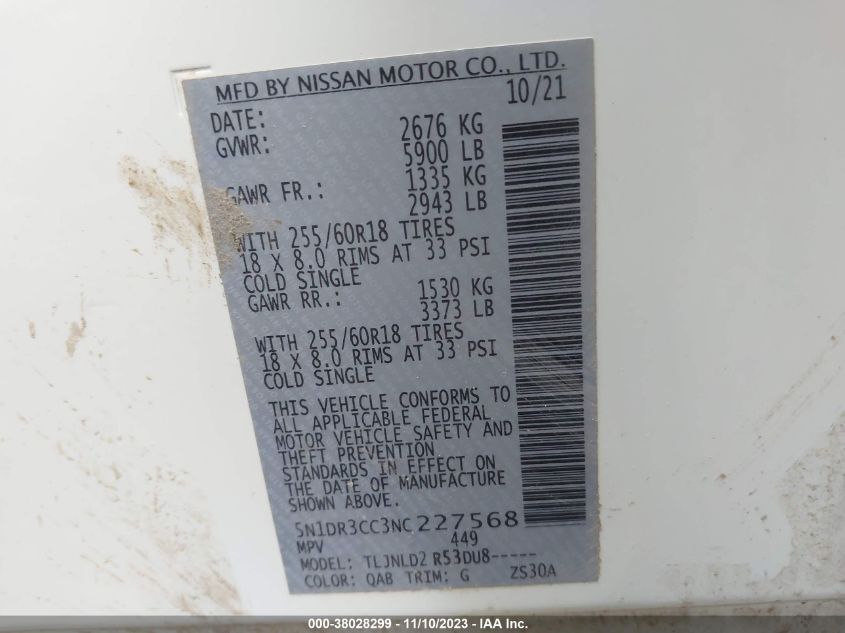 MFD BY NISSAN MOTOR CO., LTD.
DATE: 10/21
GVWR: 2676 KG
5900 LB
GAWR FR.: 1335 KG
2943 LB
WITH 255/60R18 TIRES
18 X 8.0 RIMS AT 33 PSI
COLD SINGLE
GAWR RR.: 1530 KG
3373 LB
WITH 255/60R18 TIRES
18 X 8.0 RIMS AT 33 PSI
COLD SINGLE
THIS VEHICLE CONFORMS TO
ALL APPLICABLE FEDERAL
MOTOR VEHICLE SAFETY AND
THEFT PREVENTION
STANDARDS IN EFFECT ON
THE DATE OF MANUFACTURE
SHOWN ABOVE.
5N1DR3CC3NC227568
MPV 449
MODEL: TLJNLD2 R53DU8-----
COLOR: QAB TRIM: G ZS30A
000-38028299 — 11/10/2023 — IAA Inc.